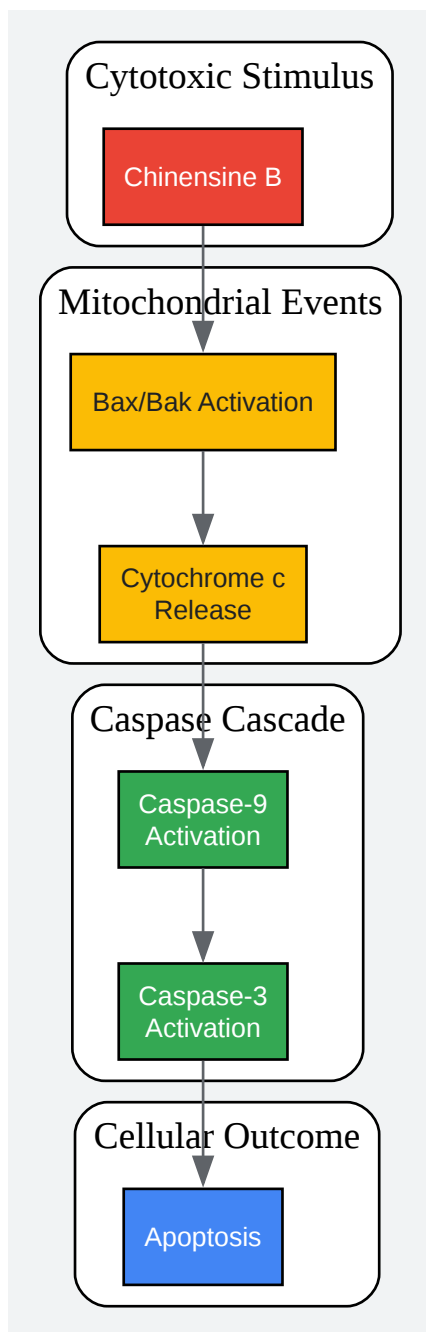 Cytotoxic Stimulus
Chinensine B
Mitochondrial Events
Bax/Bak Activation
Cytochrome c
Release
Caspase Cascade
Caspase-9
Activation
Caspase-3
Activation
Cellular Outcome
Apoptosis